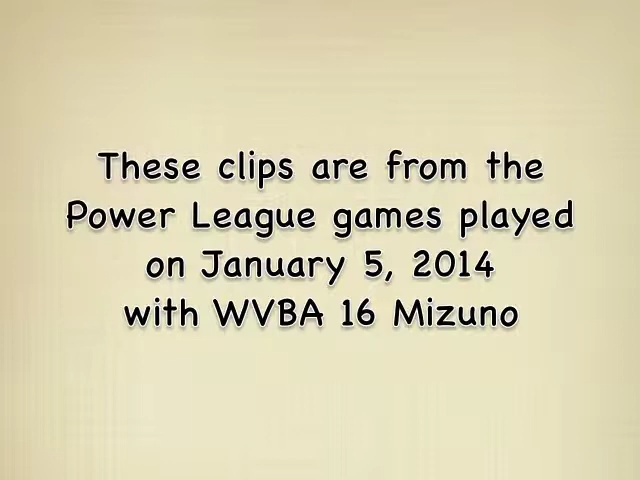 These clips are from the
Power League games played
on January 5, 2014
with WVBA 16 Mizuno